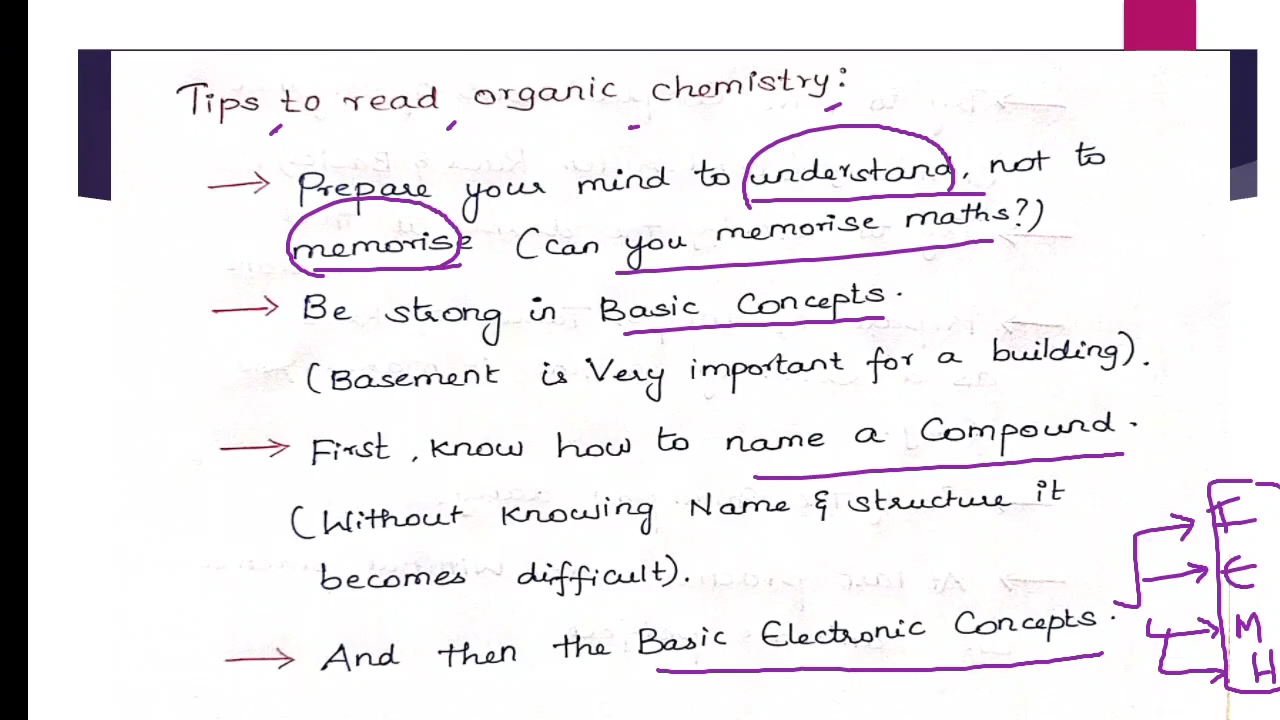 Tips to read organic chemistry:
→ Prepare your mind to understand, not to
memorise (can you memorise maths?)
→ Be strong in Basic Concepts.
(Basement is very important for a building).
→ First, know how to name a Compound.
(Without knowing Name & structure it
becomes difficult).
→ And then the Basic Electronic Concepts.
I
E
M
H